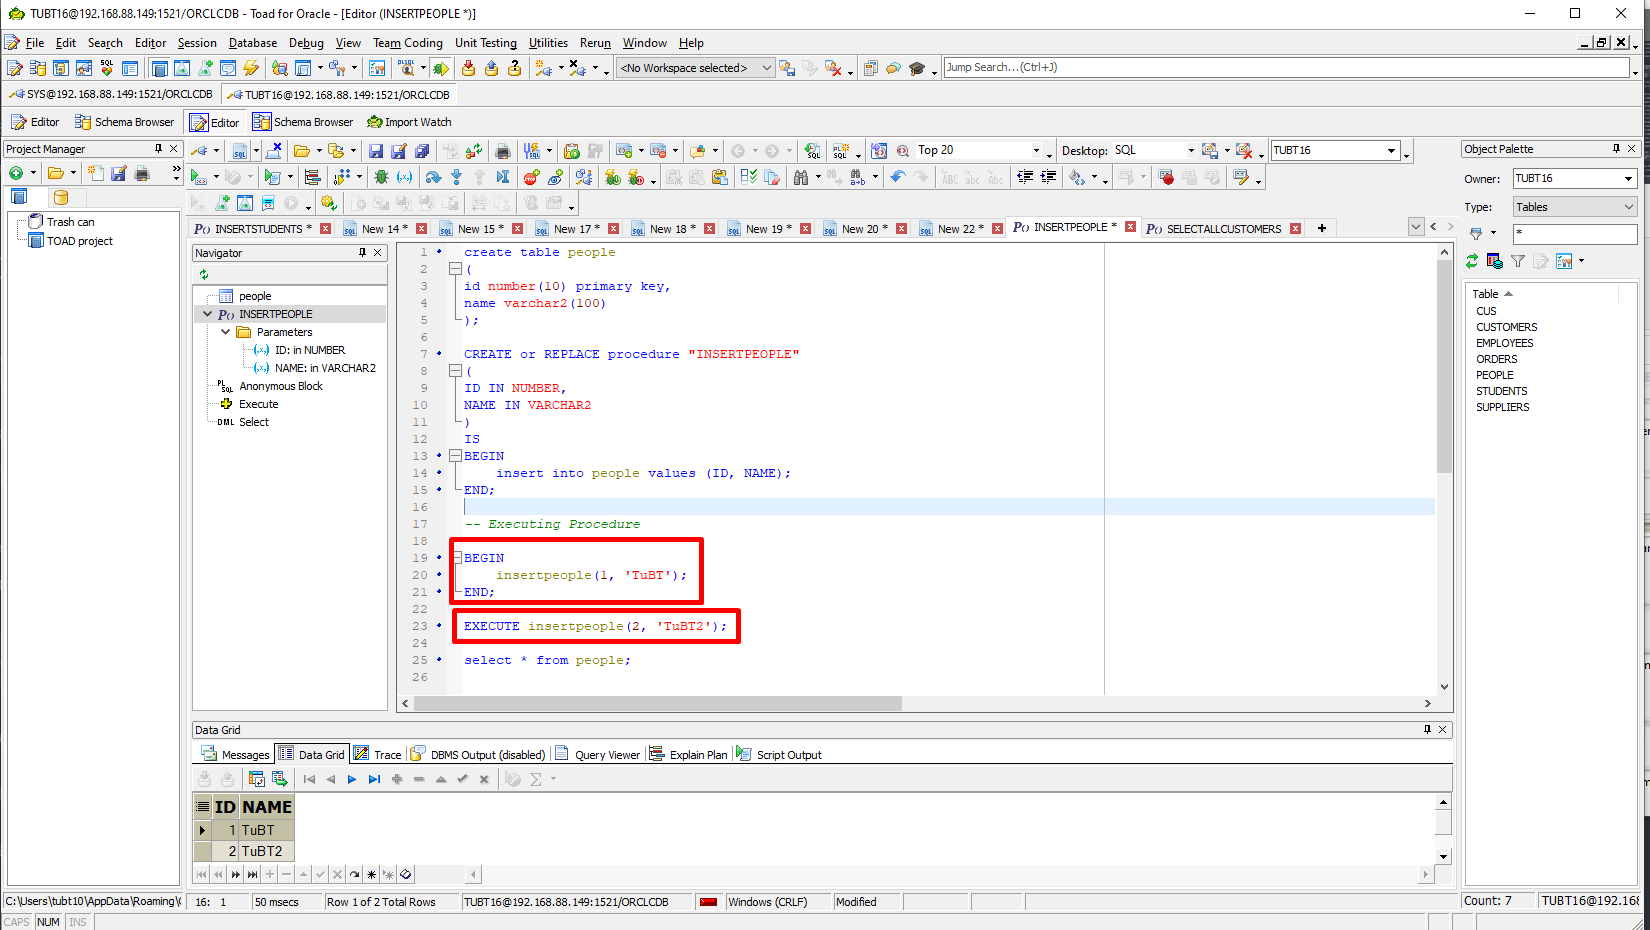 TUBT16@192.168.88.149:1521/ORCLCDB - Toad for Oracle - [Editor (INSERTPEOPLE *)]
File Edit Search Editor Session Database Debug View Team Coding Unit Testing Utilities Rerun Window Help
<No Workspace selected> Jump Search...(Ctrl+J)
SYS@192.168.88.149:1521/ORCLCDB TUBT16@192.168.88.149:1521/ORCLCDB
Editor Schema Browser Editor Schema Browser Import Watch
Project Manager
Trash can
TOAD project
Top 20 Desktop: SQL TUBT16
INSERTSTUDENTS * New 14 * New 15 * New 17 * New 18 * New 19 * New 20 * New 22 * INSERTPEOPLE * SELECTALLCUSTOMERS
Navigator
people
INSERTPEOPLE
Parameters
ID: in NUMBER
NAME: in VARCHAR2
Anonymous Block
Execute
DML Select
1 create table people
2 (
3 id number(10) primary key,
4 name varchar2(100)
5 );
6
7 CREATE or REPLACE procedure "INSERTPEOPLE"
8 (
9 ID IN NUMBER,
10 NAME IN VARCHAR2
11 )
12 IS
13 BEGIN
14 insert into people values (ID, NAME);
15 END;
16
17 -- Executing Procedure
18
19 BEGIN
20 insertpeople(1, 'TuBT');
21 END;
22
23 EXECUTE insertpeople(2, 'TuBT2');
24
25 select * from people;
26
Object Palette
Owner: TUBT16
Type: Tables
*
Table
CUS
CUSTOMERS
EMPLOYEES
ORDERS
PEOPLE
STUDENTS
SUPPLIERS
Data Grid
Messages Data Grid Trace DBMS Output (disabled) Query Viewer Explain Plan Script Output
ID NAME
1 TuBT
2 TuBT2
C:\Users\tubt10\AppData\Roaming\ 16: 1 50 msecs Row 1 of 2 Total Rows TUBT16@192.168.88.149:1521/ORCLCDB Windows (CRLF) Modified Count: 7 TUBT16@192.168
CAPS NUM INS